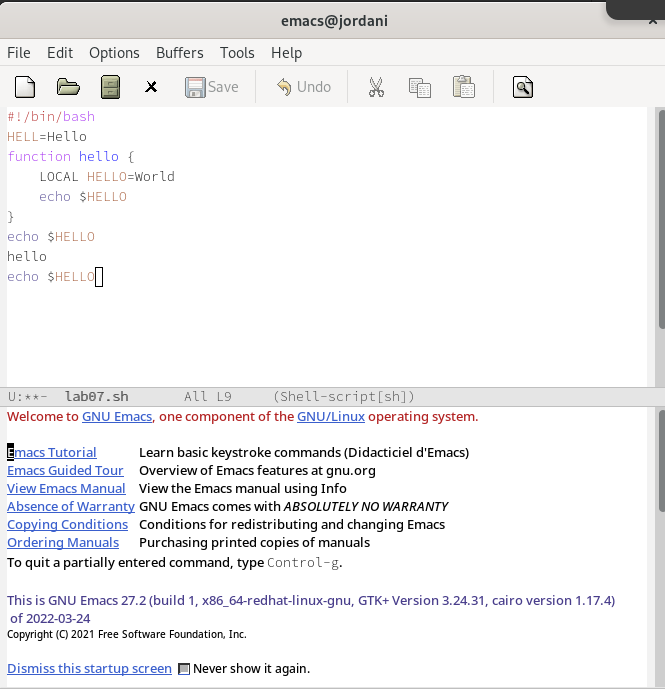 emacs@jordani
File Edit Options Buffers Tools Help
Save Undo
#!/bin/bash
HELL=Hello
function hello {
    LOCAL HELLO=World
    echo $HELLO
}
echo $HELLO
hello
echo $HELLO
U:**-  lab07.sh       All L9     (Shell-script[sh])
Welcome to GNU Emacs, one component of the GNU/Linux operating system.
Emacs Tutorial Learn basic keystroke commands (Didacticiel d'Emacs)
Emacs Guided Tour Overview of Emacs features at gnu.org
View Emacs Manual View the Emacs manual using Info
Absence of Warranty GNU Emacs comes with ABSOLUTELY NO WARRANTY
Copying Conditions Conditions for redistributing and changing Emacs
Ordering Manuals Purchasing printed copies of manuals
To quit a partially entered command, type Control-g.
This is GNU Emacs 27.2 (build 1, x86_64-redhat-linux-gnu, GTK+ Version 3.24.31, cairo version 1.17.4)
of 2022-03-24
Copyright (C) 2021 Free Software Foundation, Inc.
Dismiss this startup screen Never show it again.